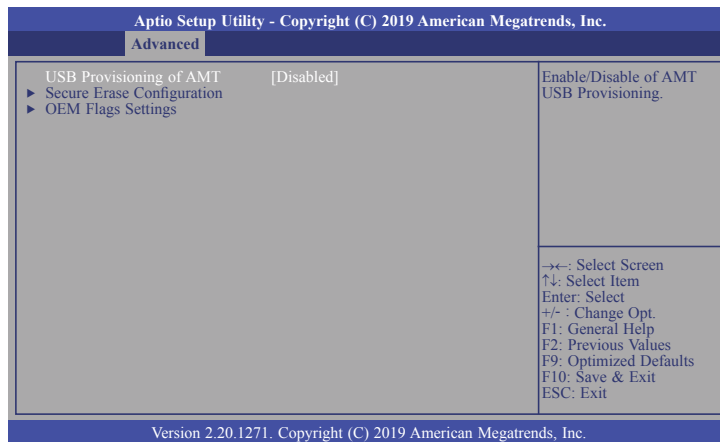 Aptio Setup Utility - Copyright (C) 2019 American Megatrends, Inc.
Advanced
USB Provisioning of AMT [Disabled]
► Secure Erase Configuration
► OEM Flags Settings
Enable/Disable of AMT
USB Provisioning.
→←: Select Screen
↑↓: Select Item
Enter: Select
+/- : Change Opt.
F1: General Help
F2: Previous Values
F9: Optimized Defaults
F10: Save & Exit
ESC: Exit
Version 2.20.1271. Copyright (C) 2019 American Megatrends, Inc.